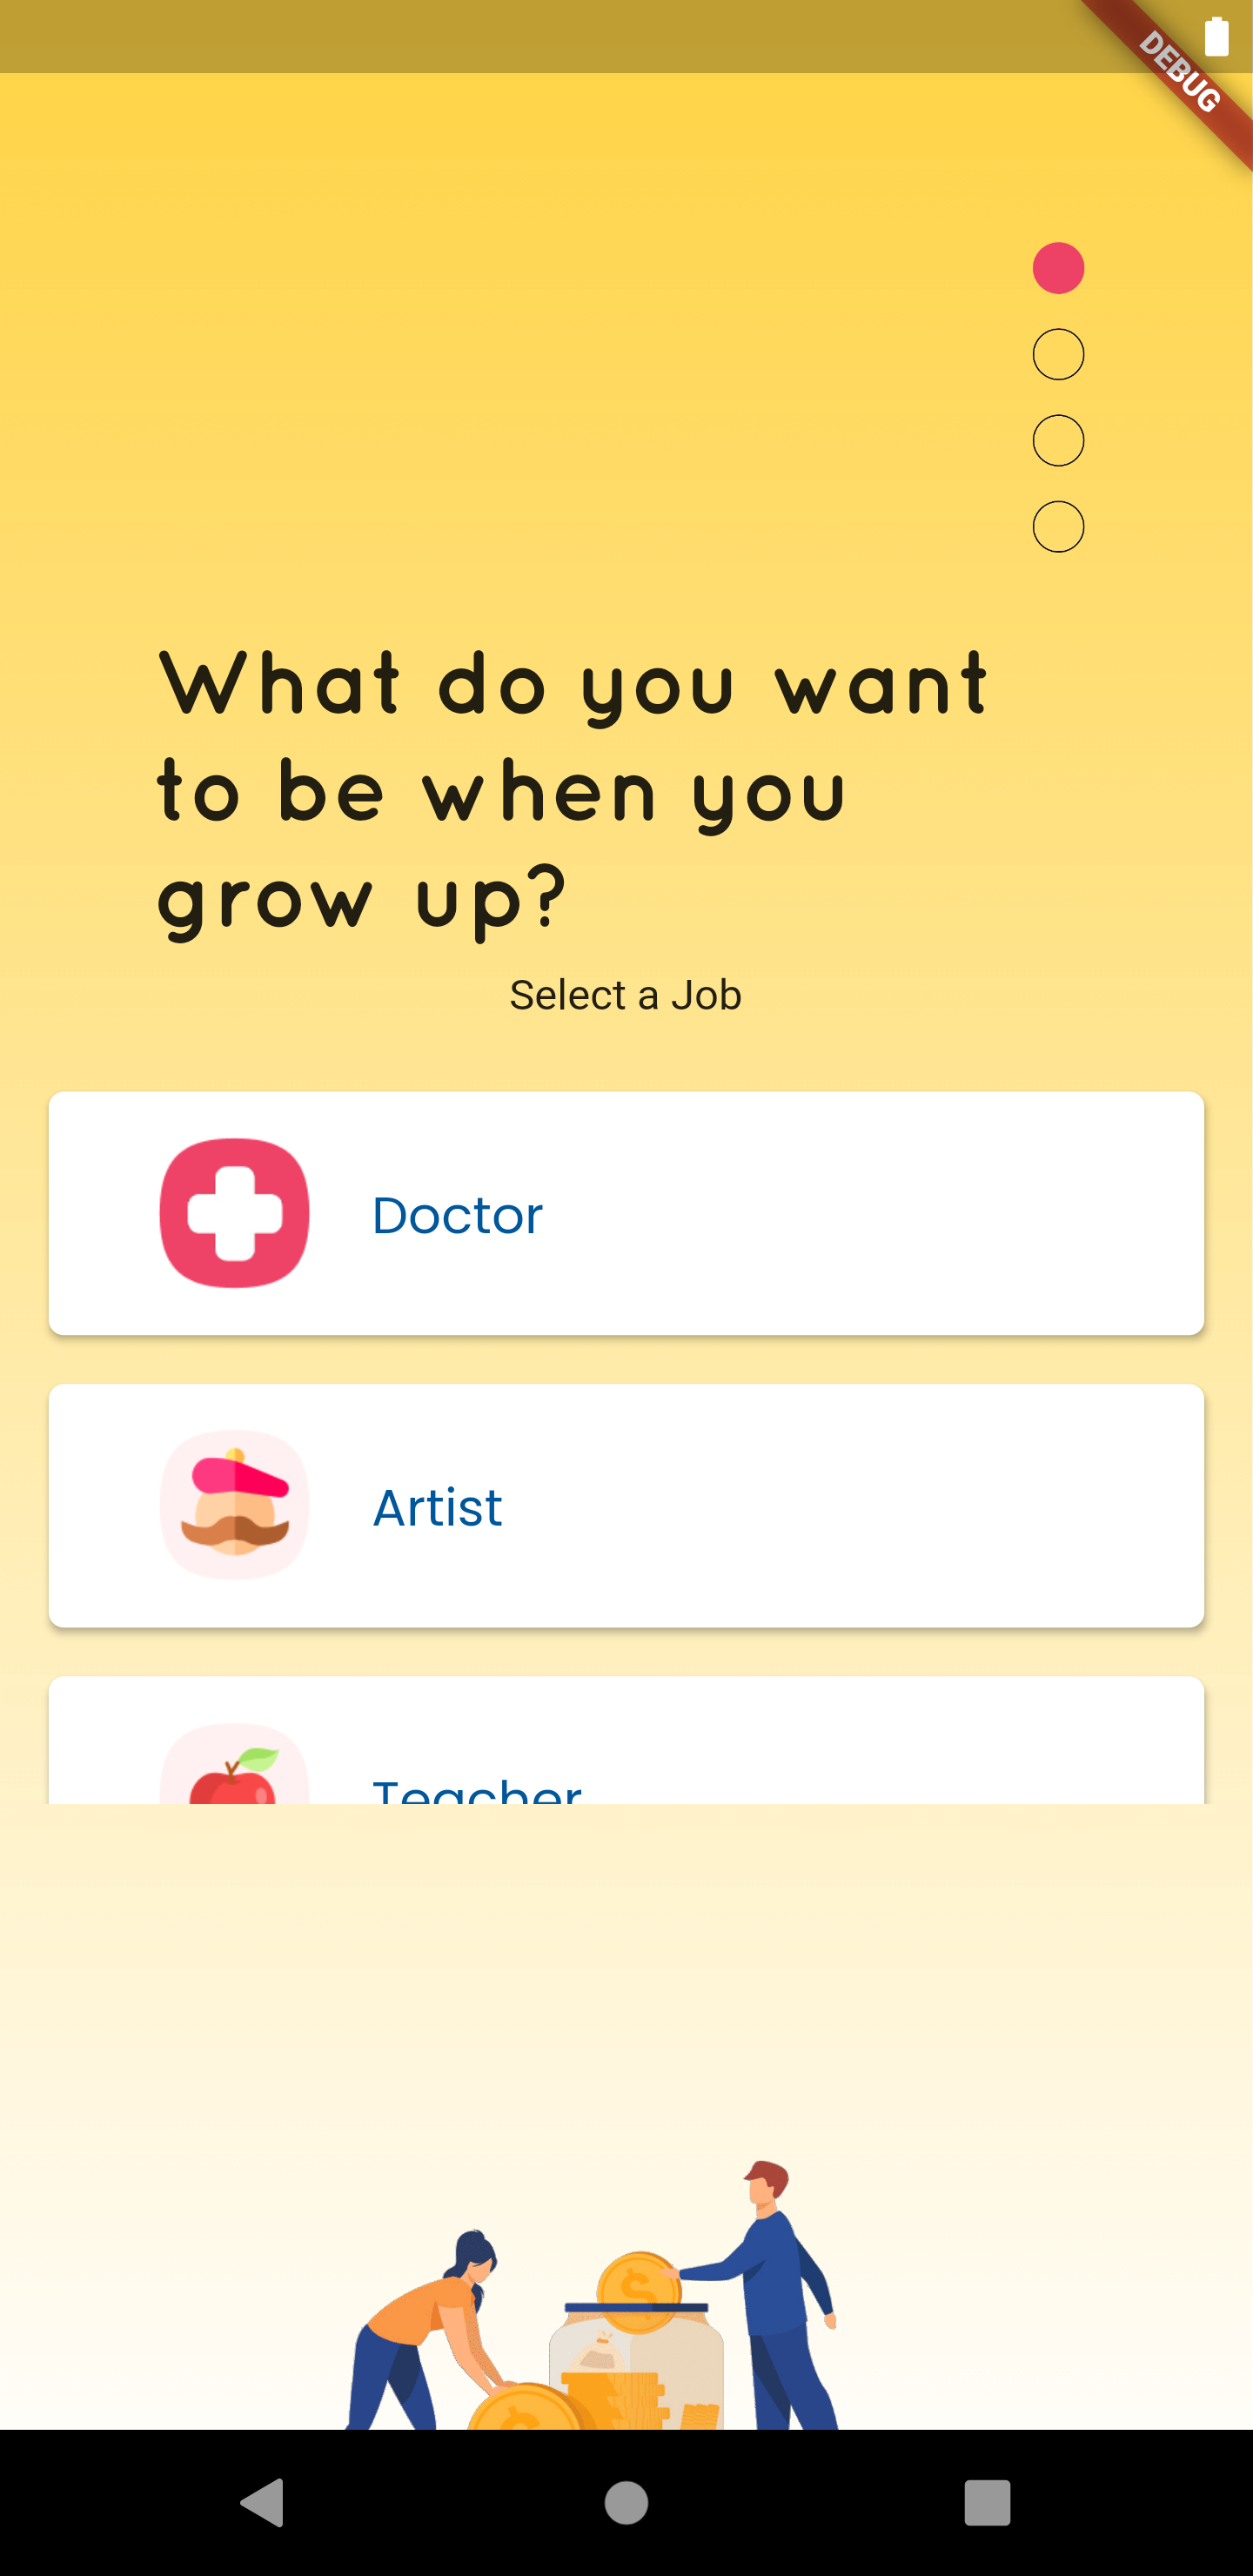 DEBUG
What do you want
to be when you
grow up?
Select a Job
Doctor
Artist
Teacher